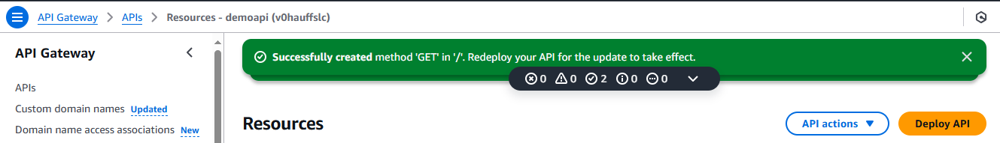 API Gateway > APIs > Resources - demoapi (v0hauffslc)
API Gateway
Successfully created method 'GET' in '/'. Redeploy your API for the update to take effect.
0 0 2 0 0
APIs
Custom domain names Updated
Domain name access associations New
Resources
API actions
Deploy API